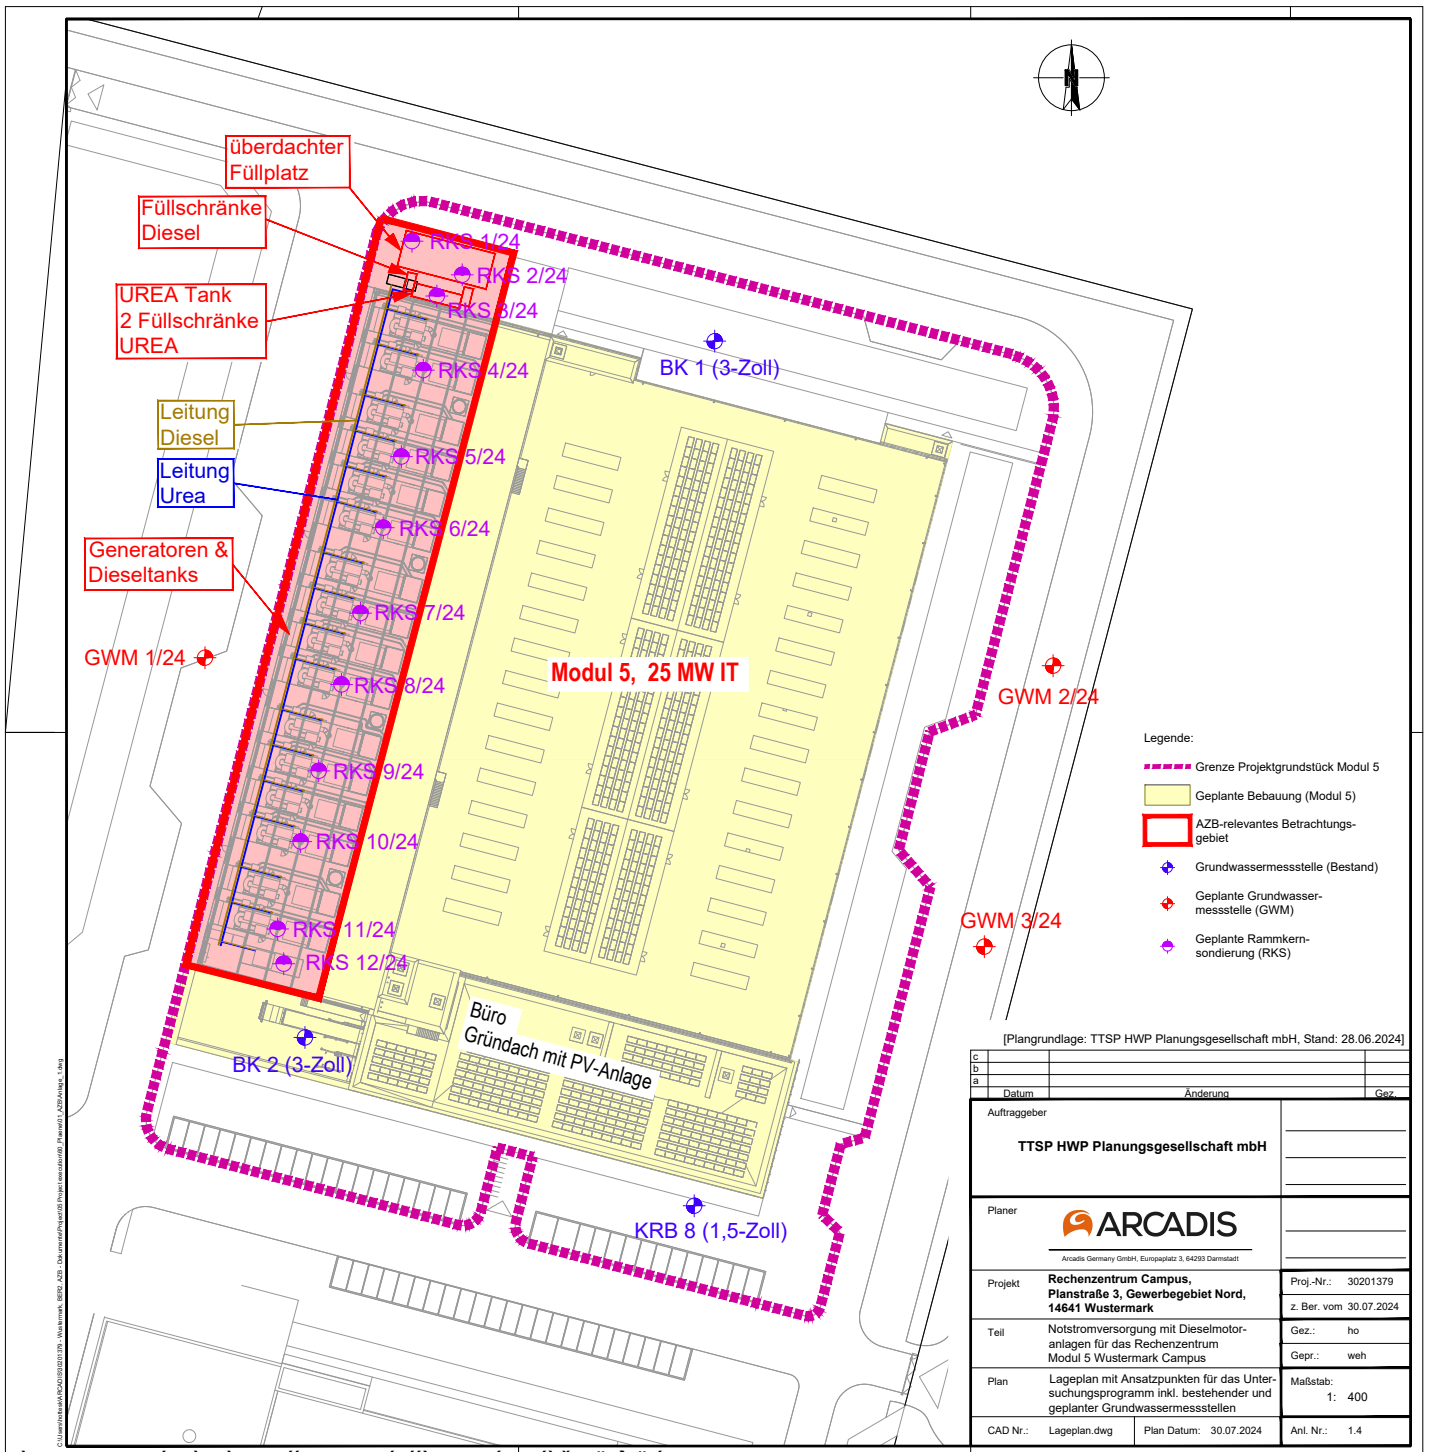 N
überdachter
Füllplatz
Füllschränke
Diesel
UREA Tank
2 Füllschränke
UREA
Leitung
Diesel
Leitung
Urea
Generatoren &
Dieseltanks
RKS 1/24
RKS 2/24
RKS 3/24
RKS 4/24
RKS 5/24
RKS 6/24
RKS 7/24
RKS 8/24
RKS 9/24
RKS 10/24
RKS 11/24
RKS 12/24
BK 1 (3-Zoll)
GWM 1/24
Modul 5, 25 MW IT
GWM 2/24
GWM 3/24
Büro
Gründach mit PV-Anlage
BK 2 (3-Zoll)
KRB 8 (1,5-Zoll)
Legende:
Grenze Projektgrundstück Modul 5
Geplante Bebauung (Modul 5)
AZB-relevantes Betrachtungs-
gebiet
Grundwassermessstelle (Bestand)
Geplante Grundwasser-
messstelle (GWM)
Geplante Rammkern-
sondierung (RKS)
[Plangrundlage: TTSP HWP Planungsgesellschaft mbH, Stand: 28.06.2024]
c
b
a
Datum Änderung Gez.
Auftraggeber
TTSP HWP Planungsgesellschaft mbH
Planer
ARCADIS
Arcadis Germany GmbH, Europaplatz 3, 64293 Darmstadt
Projekt
Rechenzentrum Campus,
Planstraße 3, Gewerbegebiet Nord,
14641 Wustermark
Proj.-Nr.: 30201379
z. Ber. vom 30.07.2024
Teil
Notstromversorgung mit Dieselmotor-
anlagen für das Rechenzentrum
Modul 5 Wustermark Campus
Gez.: ho
Gepr.: weh
Plan
Lageplan mit Ansatzpunkten für das Unter-
suchungsprogramm inkl. bestehender und
geplanter Grundwassermessstellen
Maßstab:
1: 400
CAD Nr.: Lageplan.dwg Plan Datum: 30.07.2024 Anl. Nr.: 1.4